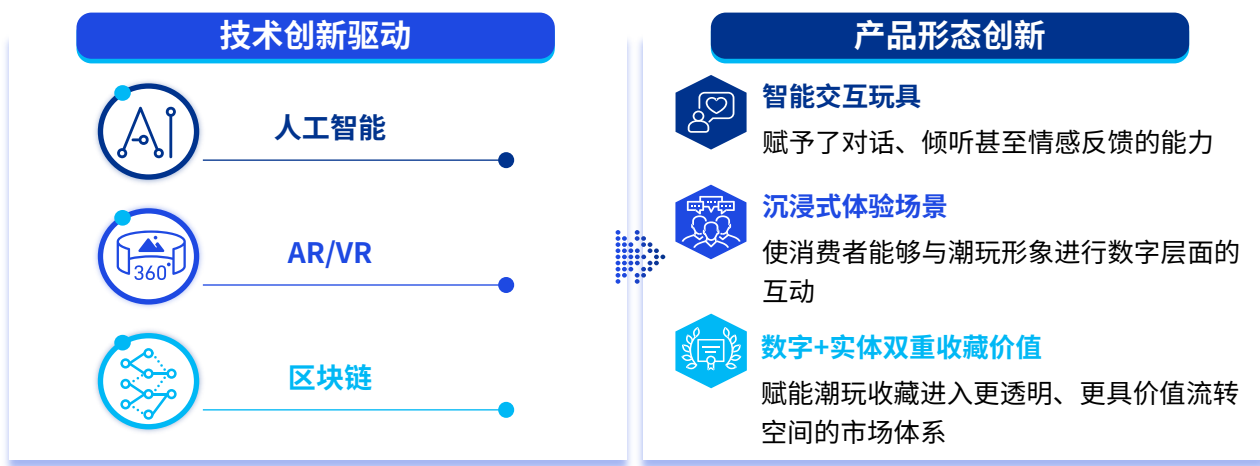 技术创新驱动
AI
人工智能
360°
AR/VR
区块链
产品形态创新
智能交互玩具
赋予了对话、倾听甚至情感反馈的能力
沉浸式体验场景
使消费者能够与潮玩形象进行数字层面的
互动
数字+实体双重收藏价值
赋能潮玩收藏进入更透明、更具价值流转
空间的市场体系